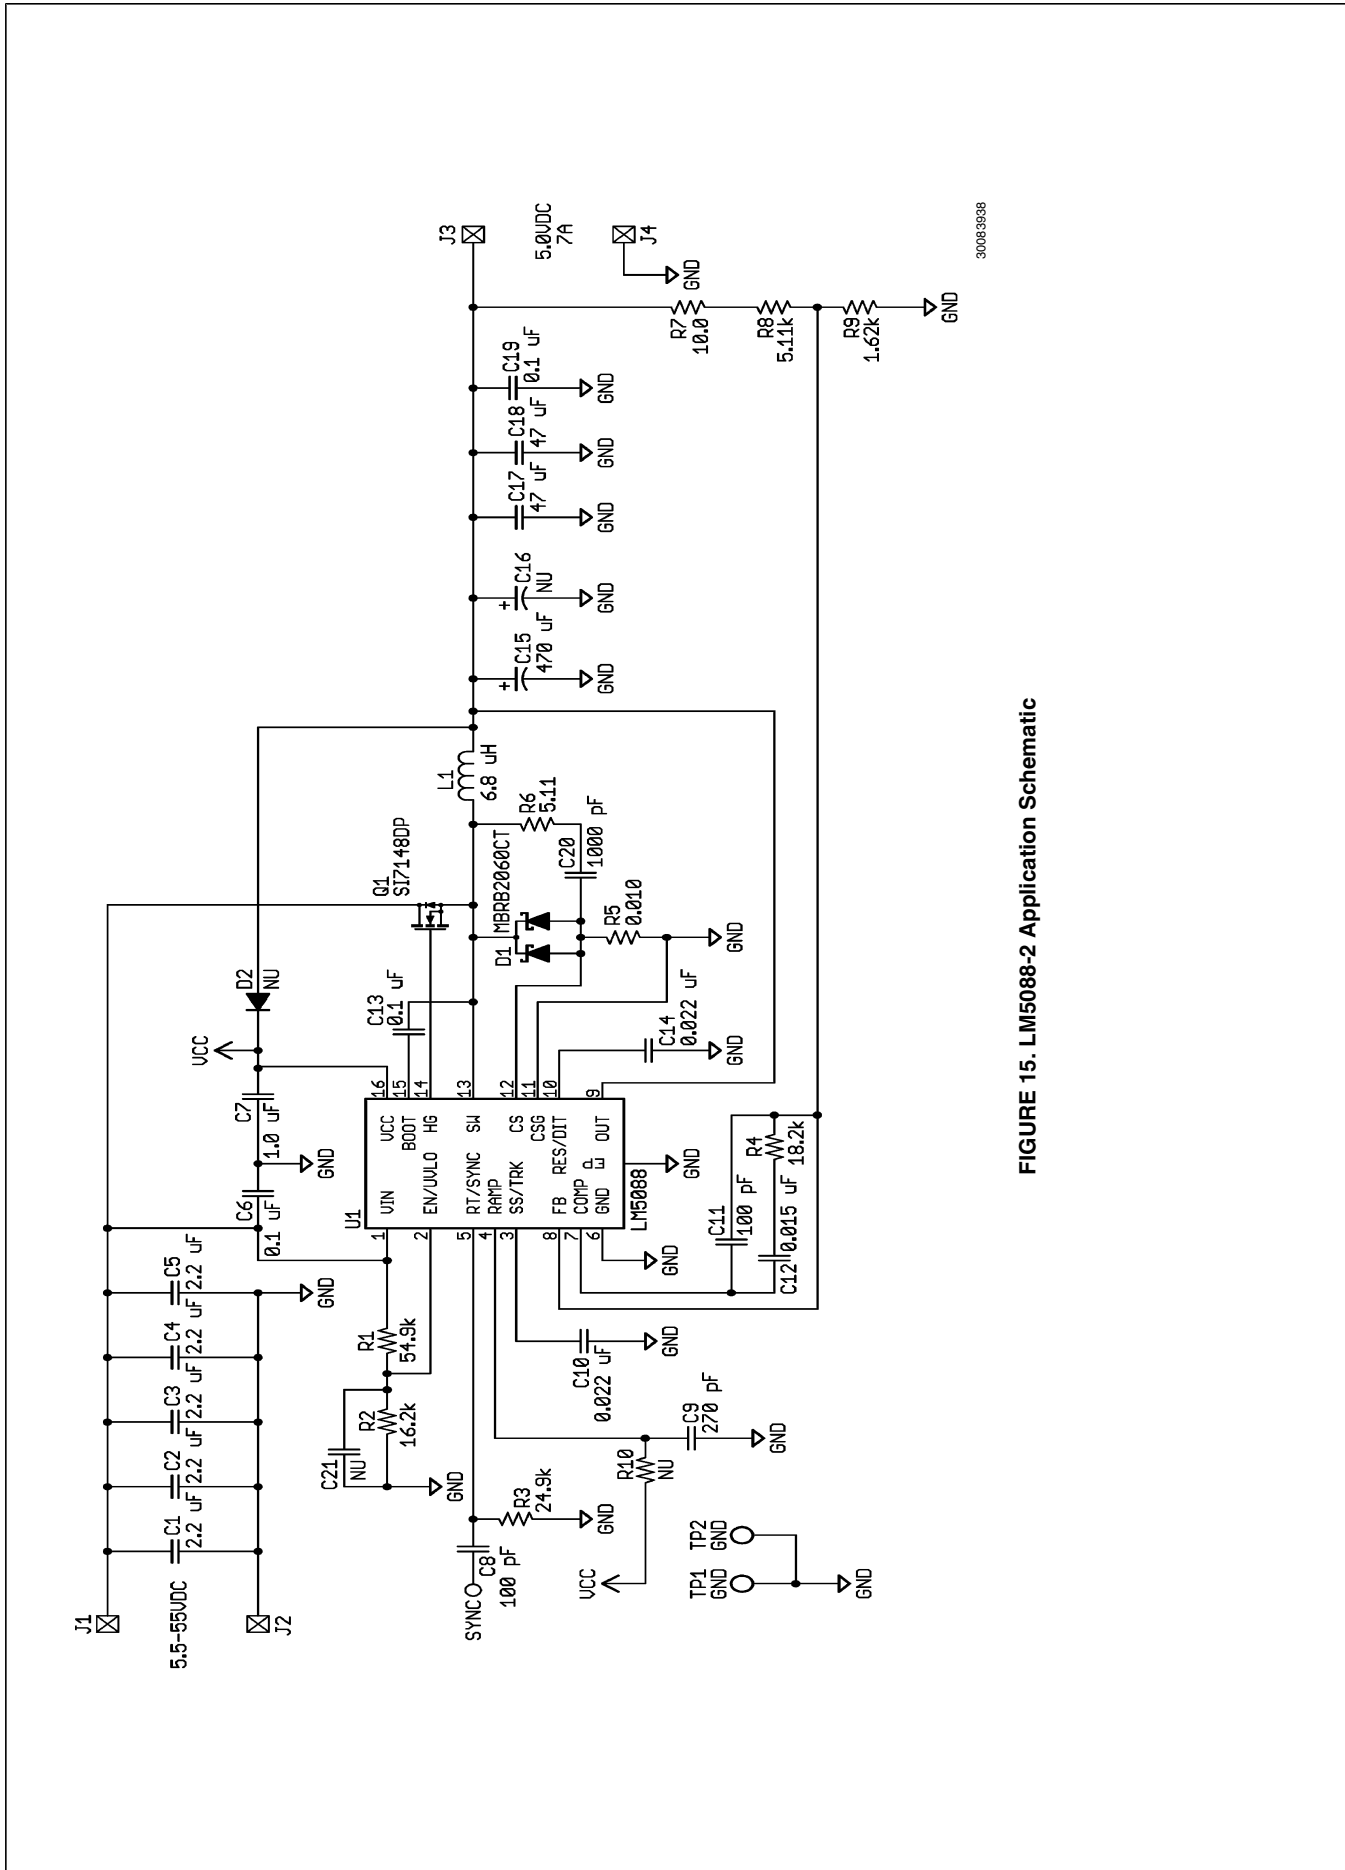 J1
5.5-55VDC
J2
C1
2.2 uF
C2
2.2 uF
C3
2.2 uF
C4
2.2 uF
C5
2.2 uF
GND
C6
0.1 uF
GND
C7
1.0 uF
VCC
D2
NU
C21
NU
R2
16.2k
GND
R1
54.9k
SYNC
C8
100 pF
R3
24.9k
GND
VCC
R10
NU
C9
270 pF
GND
C10
0.022 uF
GND
TP1
GND
TP2
GND
GND
U1
1
VIN
2
EN/UVLO
5
RT/SYNC
4
RAMP
3
SS/TRK
8
FB
7
COMP
6
GND
EP
VCC
16
BOOT
15
HG
14
SW
13
CS
12
CSG
11
RES/DIT
10
OUT
9
LM5088
GND
GND
C11
100 pF
C12
0.015 uF
R4
18.2k
C13
0.1 uF
Q1
SI7148DP
D1
MBRB2060CT
R6
5.11
C20
1000 pF
R5
0.010
GND
C14
0.022 uF
GND
L1
6.8 uH
C15
470 uF
GND
+
C16
NU
GND
+
C17
47 uF
GND
C18
47 uF
GND
C19
0.1 uF
GND
J3
5.0VDC
7A
J4
GND
R7
10.0
R8
5.11k
R9
1.62k
GND
30083938
FIGURE 15. LM5088-2 Application Schematic